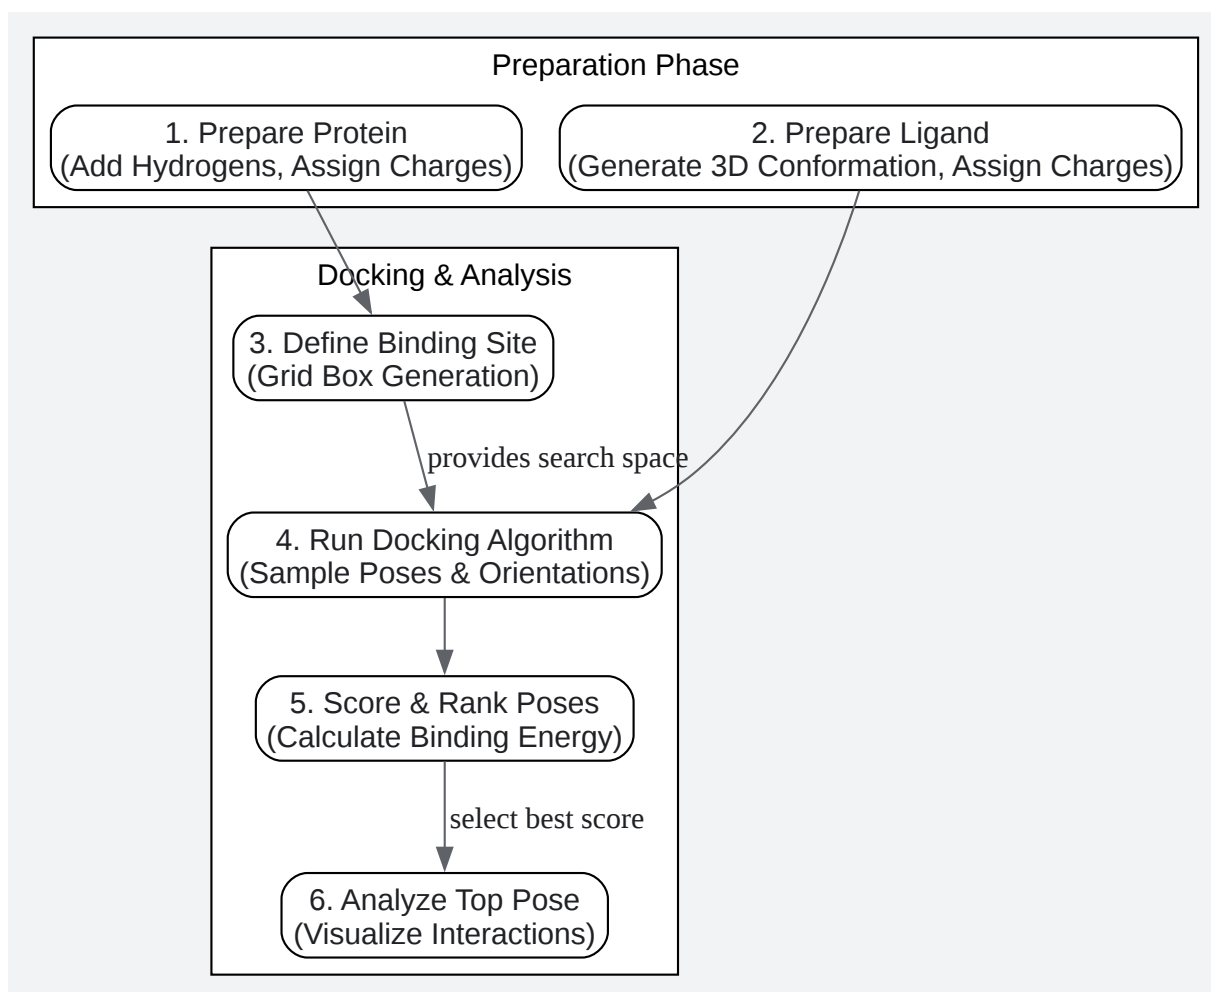 Preparation Phase
1. Prepare Protein
(Add Hydrogens, Assign Charges)
2. Prepare Ligand
(Generate 3D Conformation, Assign Charges)
Docking & Analysis
3. Define Binding Site
(Grid Box Generation)
provides search space
4. Run Docking Algorithm
(Sample Poses & Orientations)
5. Score & Rank Poses
(Calculate Binding Energy)
select best score
6. Analyze Top Pose
(Visualize Interactions)